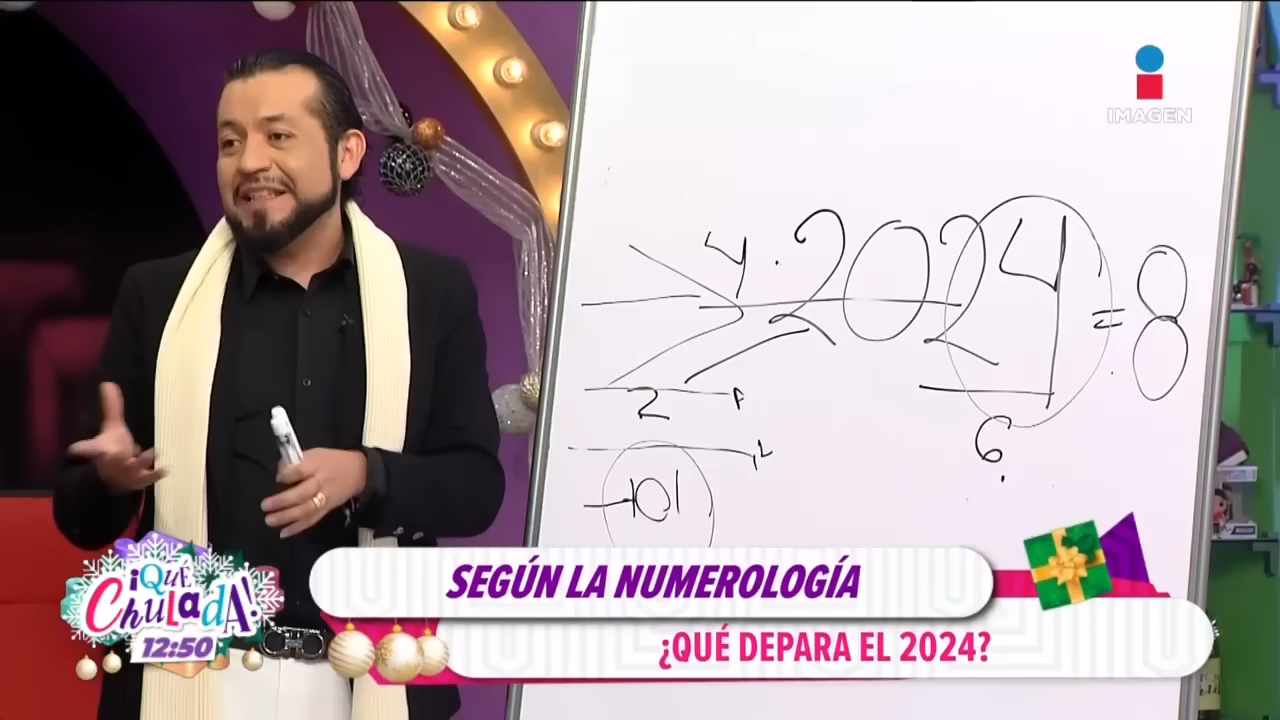 IMAGEN
4.2024=8
2
6.
101
¡QUÉ
CHULADA!
12:50
SEGÚN LA NUMEROLOGÍA
¿QUÉ DEPARA EL 2024?